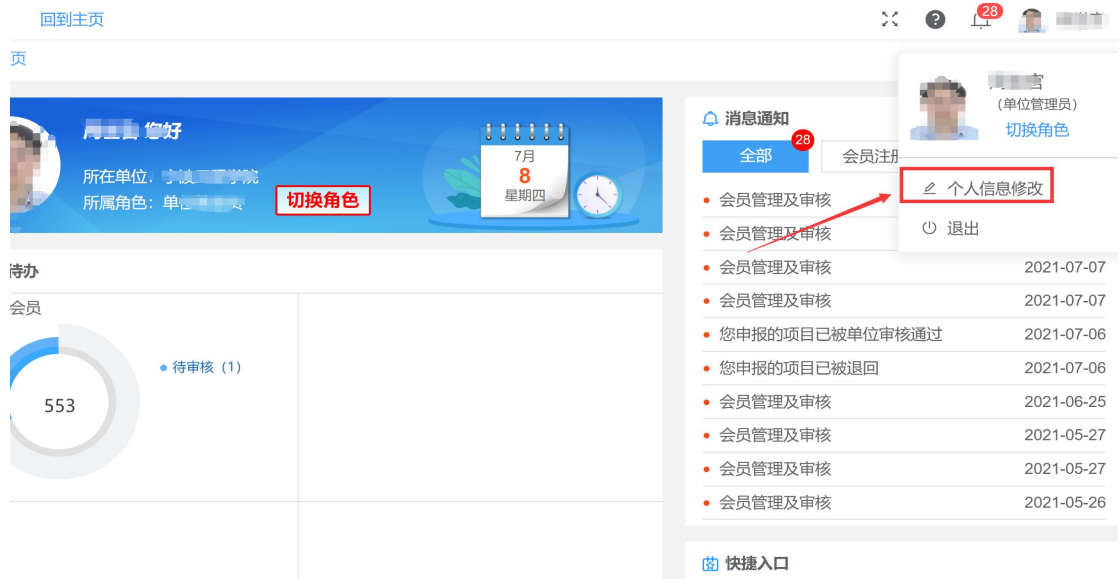 回到主页
28
页
官
(单位管理员)
切换角色
个人信息修改
退出
您好
所在单位:
学院
所属角色:单
切换角色
7月
8
星期四
消息通知
全部
28
会员注册
会员管理及审核
会员管理及审核
会员管理及审核 2021-07-07
会员管理及审核 2021-07-07
您申报的项目已被单位审核通过 2021-07-06
您申报的项目已被退回 2021-07-06
会员管理及审核 2021-06-25
会员管理及审核 2021-05-27
会员管理及审核 2021-05-27
会员管理及审核 2021-05-26
待办
会员
待审核(1)
553
快捷入口